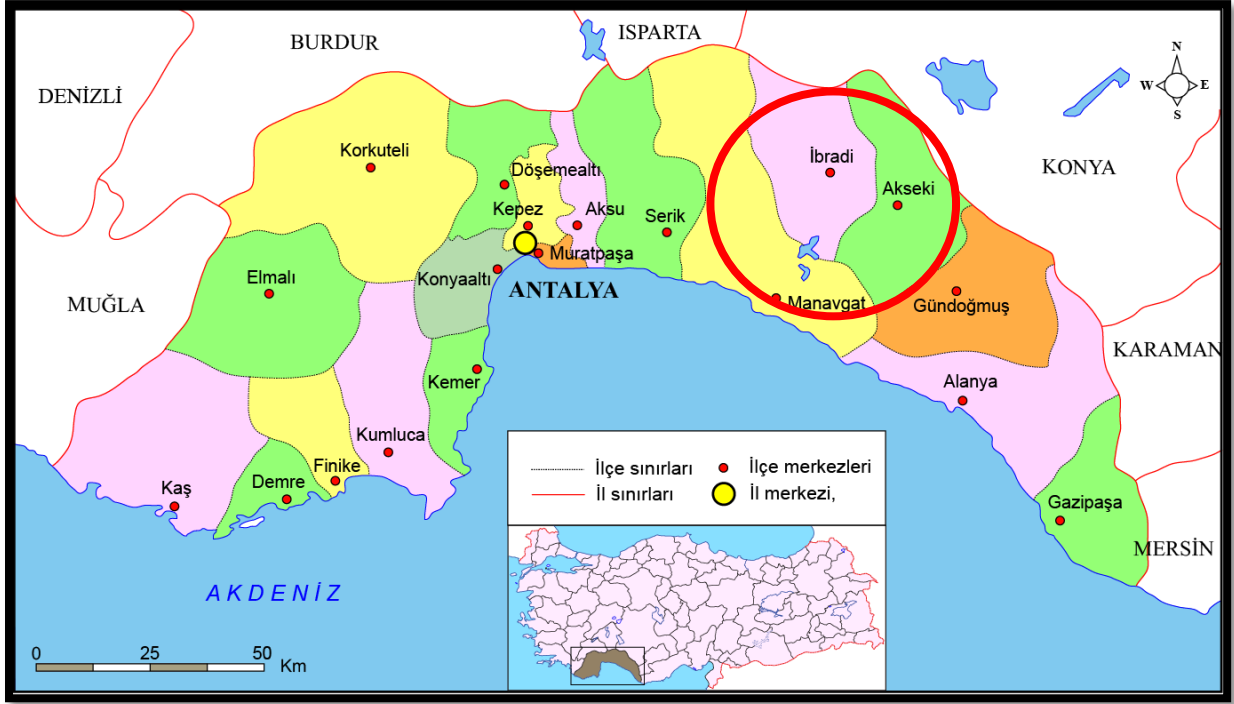 BURDUR
ISPARTA
DENİZLİ
N
W E
S
Korkuteli
İbradi
KONYA
Döşemealtı
Akseki
Kepez
Aksu
Serik
Muratpaşa
Elmalı
Konyaaltı
ANTALYA
Manavgat
Gündoğmuş
MUĞLA
KARAMAN
Kemer
Alanya
Kumluca
Finike
Demre
Kaş
İlçe sınırları
İlçe merkezleri
İl sınırları
İl merkezi,
Gazipaşa
MERSİN
AKDENİZ
0 25 50
Km